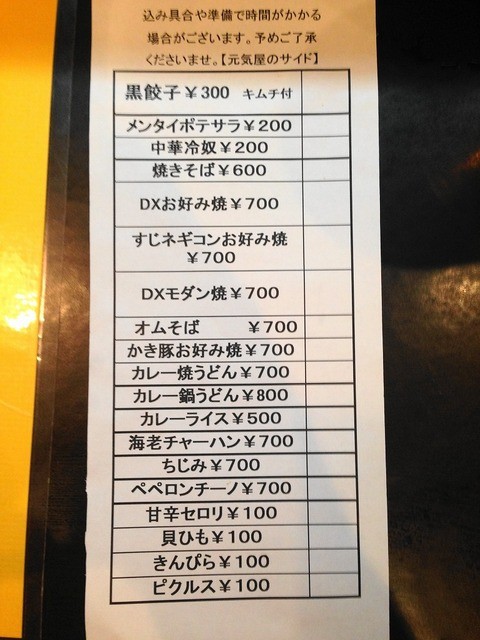 込み具合や準備で時間がかかる
場合がございます。予めご了承
くださいませ。【元気屋のサイド】
黒餃子￥300 キムチ付
メンタイポテサラ￥200
中華冷奴￥200
焼きそば￥600
DXお好み焼￥700
すじネギコンお好み焼
￥700
DXモダン焼￥700
オムそば ￥700
かき豚お好み焼￥700
カレー焼うどん￥700
カレー鍋うどん￥800
カレーライス￥500
海老チャーハン￥700
ちじみ￥700
ペペロンチーノ￥700
甘辛セロリ￥100
貝ひも￥100
きんぴら￥100
ピクルス￥100